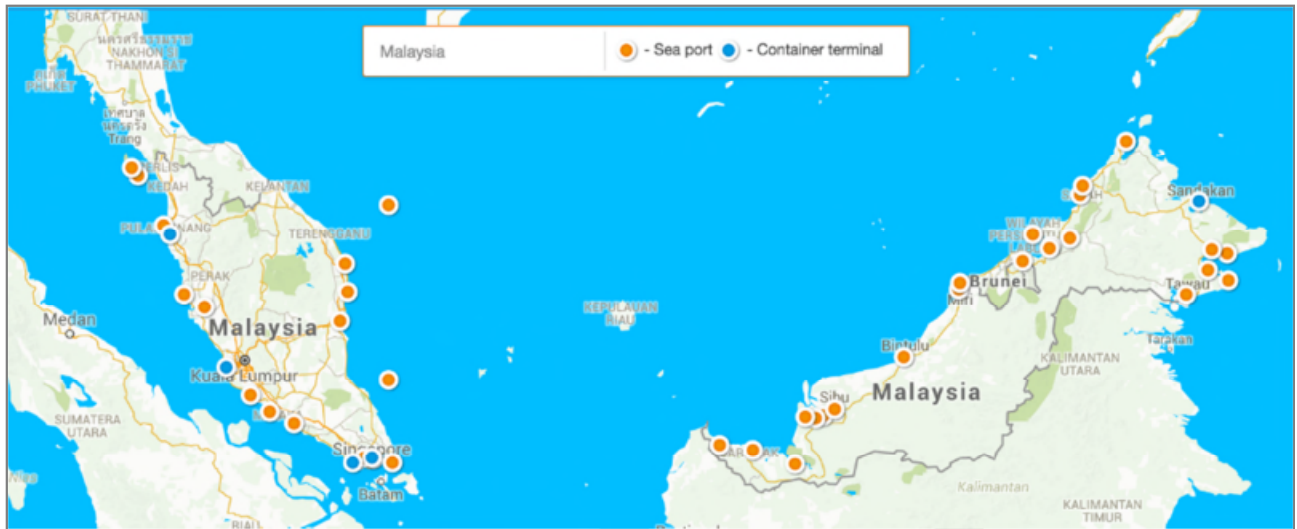 SURAT THANI
NAKHON SI
THAMMARAT
PHUKET
Trang
PERLIS
KEDAH
KELANTAN
TERENGGANU
PERAK
Medan
Malaysia
Kuala Lumpur
SUMATERA
UTARA
Singapore
Batam
RIAU
Malaysia
- Sea port
- Container terminal
KEPULAUAN
RIAU
Sandakan
WILAYAH
Brunei
Miri
Tawau
Tarakan
Bintulu
KALIMANTAN
UTARA
Malaysia
Sibu
Kalimantan
KALIMANTAN
TIMUR